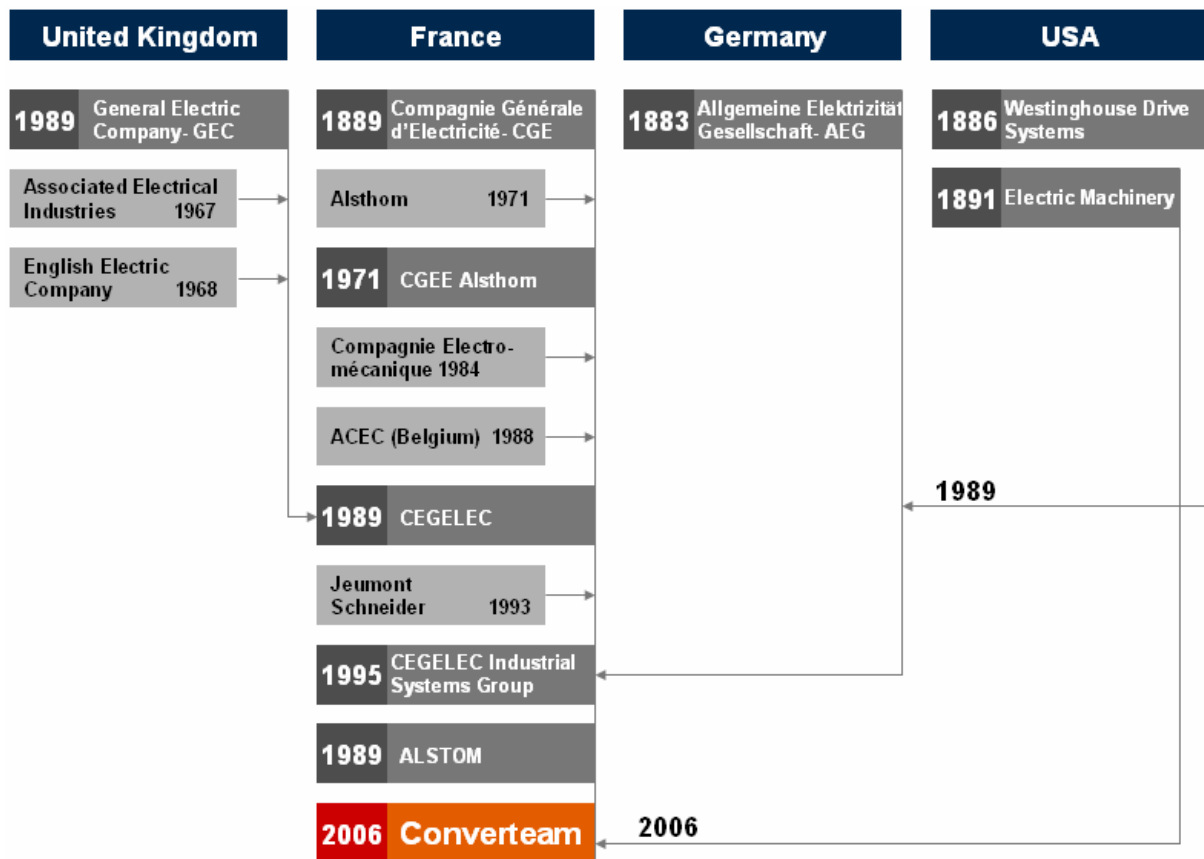 United Kingdom
France
Germany
USA
1989
General Electric
Company- GEC
Associated Electrical
Industries 1967
English Electric
Company 1968
1889
Compagnie Générale
d'Electricité- CGE
Alsthom 1971
1971
CGEE Alsthom
Compagnie Electro-
mécanique 1984
ACEC (Belgium) 1988
1989
CEGELEC
Jeumont
Schneider 1993
1995
CEGELEC Industrial
Systems Group
1989
ALSTOM
2006
Converteam
1883
Allgemeine Elektrizität
Gesellschaft- AEG
1886
Westinghouse Drive
Systems
1891
Electric Machinery
1989
2006